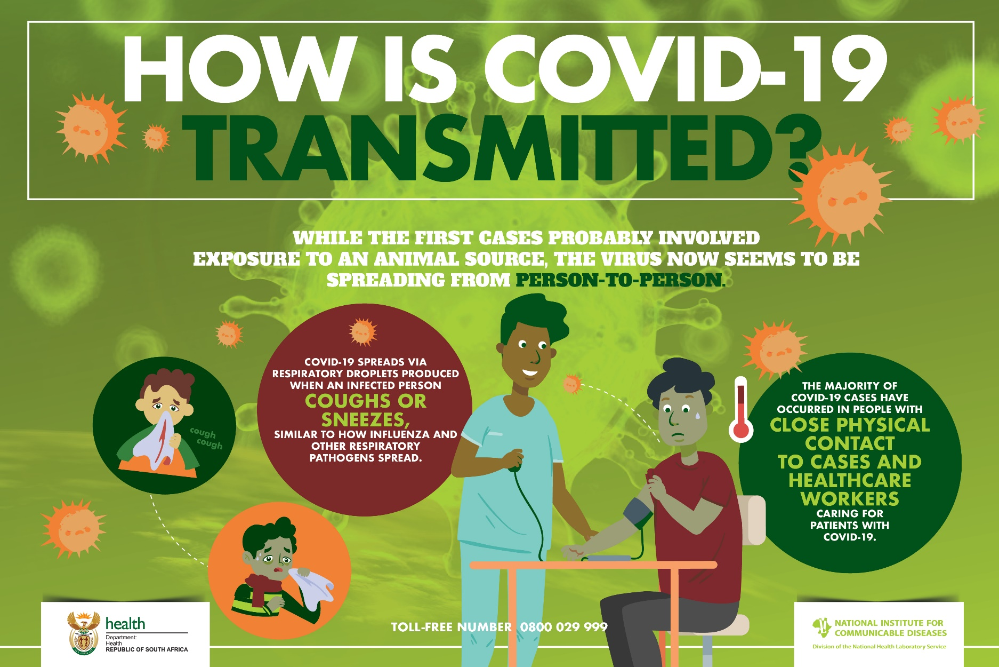 HOW IS COVID-19
TRANSMITTED?
WHILE THE FIRST CASES PROBABLY INVOLVED
EXPOSURE TO AN ANIMAL SOURCE, THE VIRUS NOW SEEMS TO BE
SPREADING FROM PERSON-TO-PERSON.
cough
cough
COVID-19 SPREADS VIA
RESPIRATORY DROPLETS PRODUCED
WHEN AN INFECTED PERSON
COUGHS OR
SNEEZES,
SIMILAR TO HOW INFLUENZA AND
OTHER RESPIRATORY
PATHOGENS SPREAD.
THE MAJORITY OF
COVID-19 CASES HAVE
OCCURRED IN PEOPLE WITH
CLOSE PHYSICAL
CONTACT
TO CASES AND
HEALTHCARE
WORKERS
CARING FOR
PATIENTS WITH
COVID-19.
health
Department:
Health
REPUBLIC OF SOUTH AFRICA
TOLL-FREE NUMBER 0800 029 999
NATIONAL INSTITUTE FOR
COMMUNICABLE DISEASES
Division of the National Health Laboratory Service